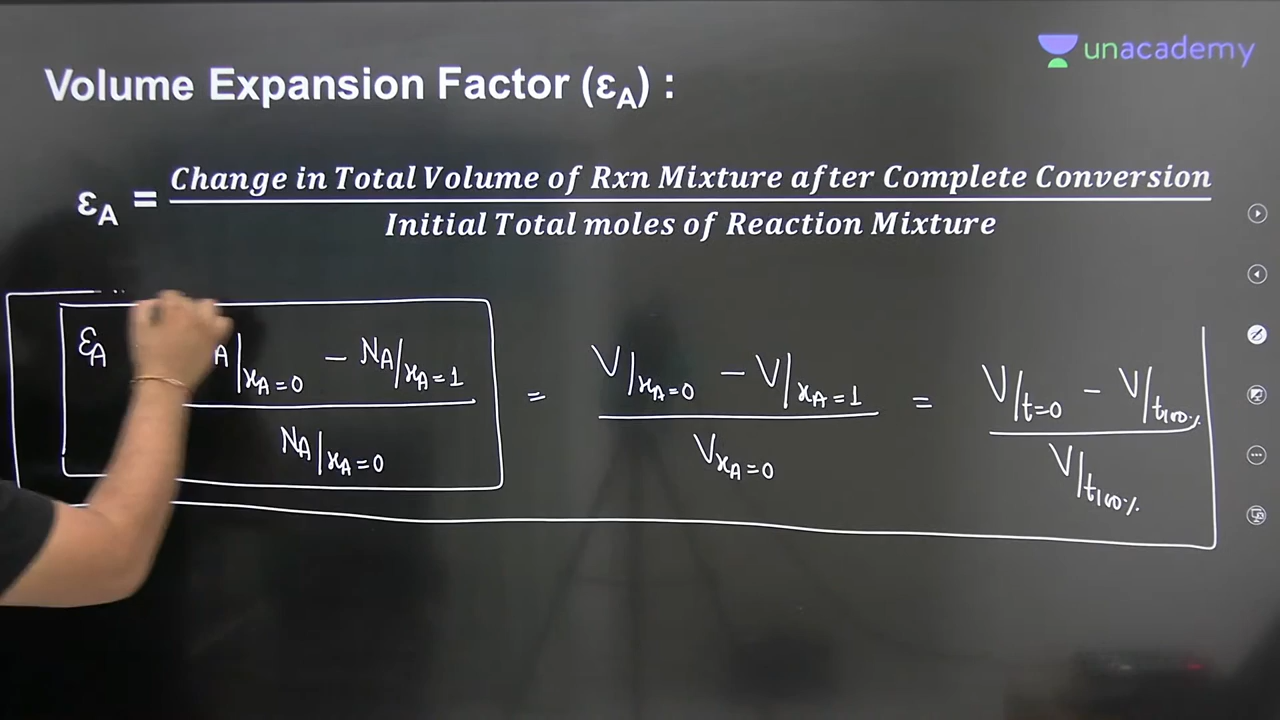 unacademy
Volume Expansion Factor (εA) :
εA = Change in Total Volume of Rxn Mixture after Complete Conversion
Initial Total moles of Reaction Mixture
εA A|xA=0 - NA|xA=1 = V|xA=0 - V|xA=1 = V|t=0 - V|t100%
NA|xA=0 VxA=0 V|t100%